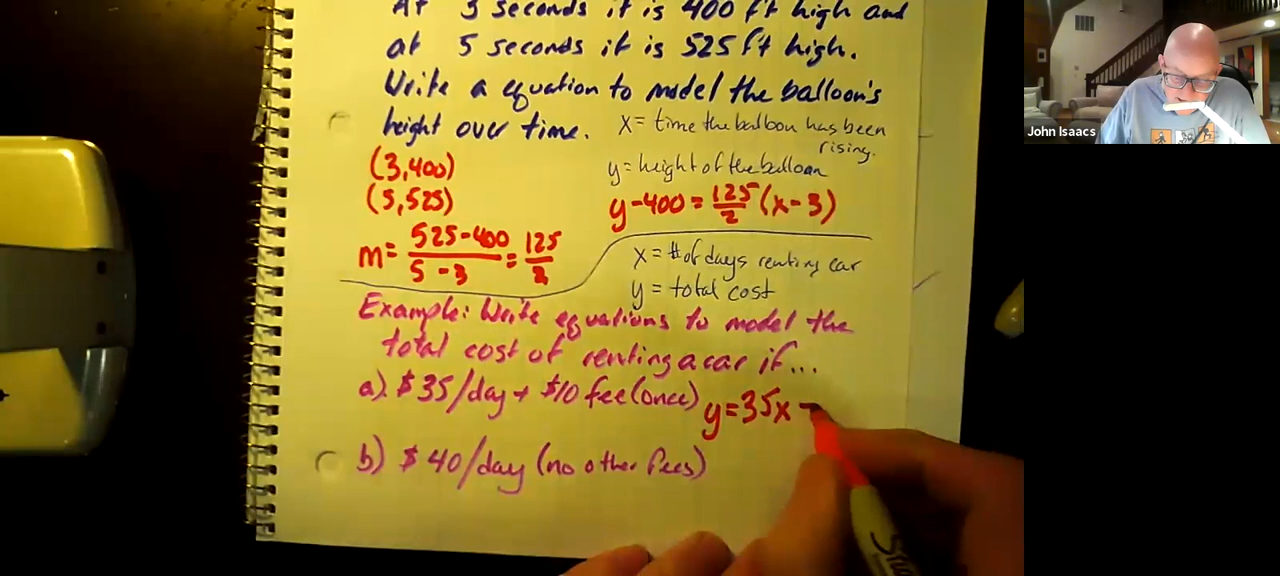 At 3 seconds it is 400 ft high and
at 5 seconds it is 525 ft high.
Write a equation to model the balloon's
height over time.
x = time the balloon has been
rising.
y = height of the balloon
(3,400)
(5,525)
y-400 = 125/2 (x-3)
m = 525-400 / 5-3 = 125/2
x = # of days renting car
y = total cost
Example: Write equations to model the
total cost of renting a car if...
a) $35/day + $10 fee (once)
y=35x -
b) $40/day (no other fees)
John Isaacs